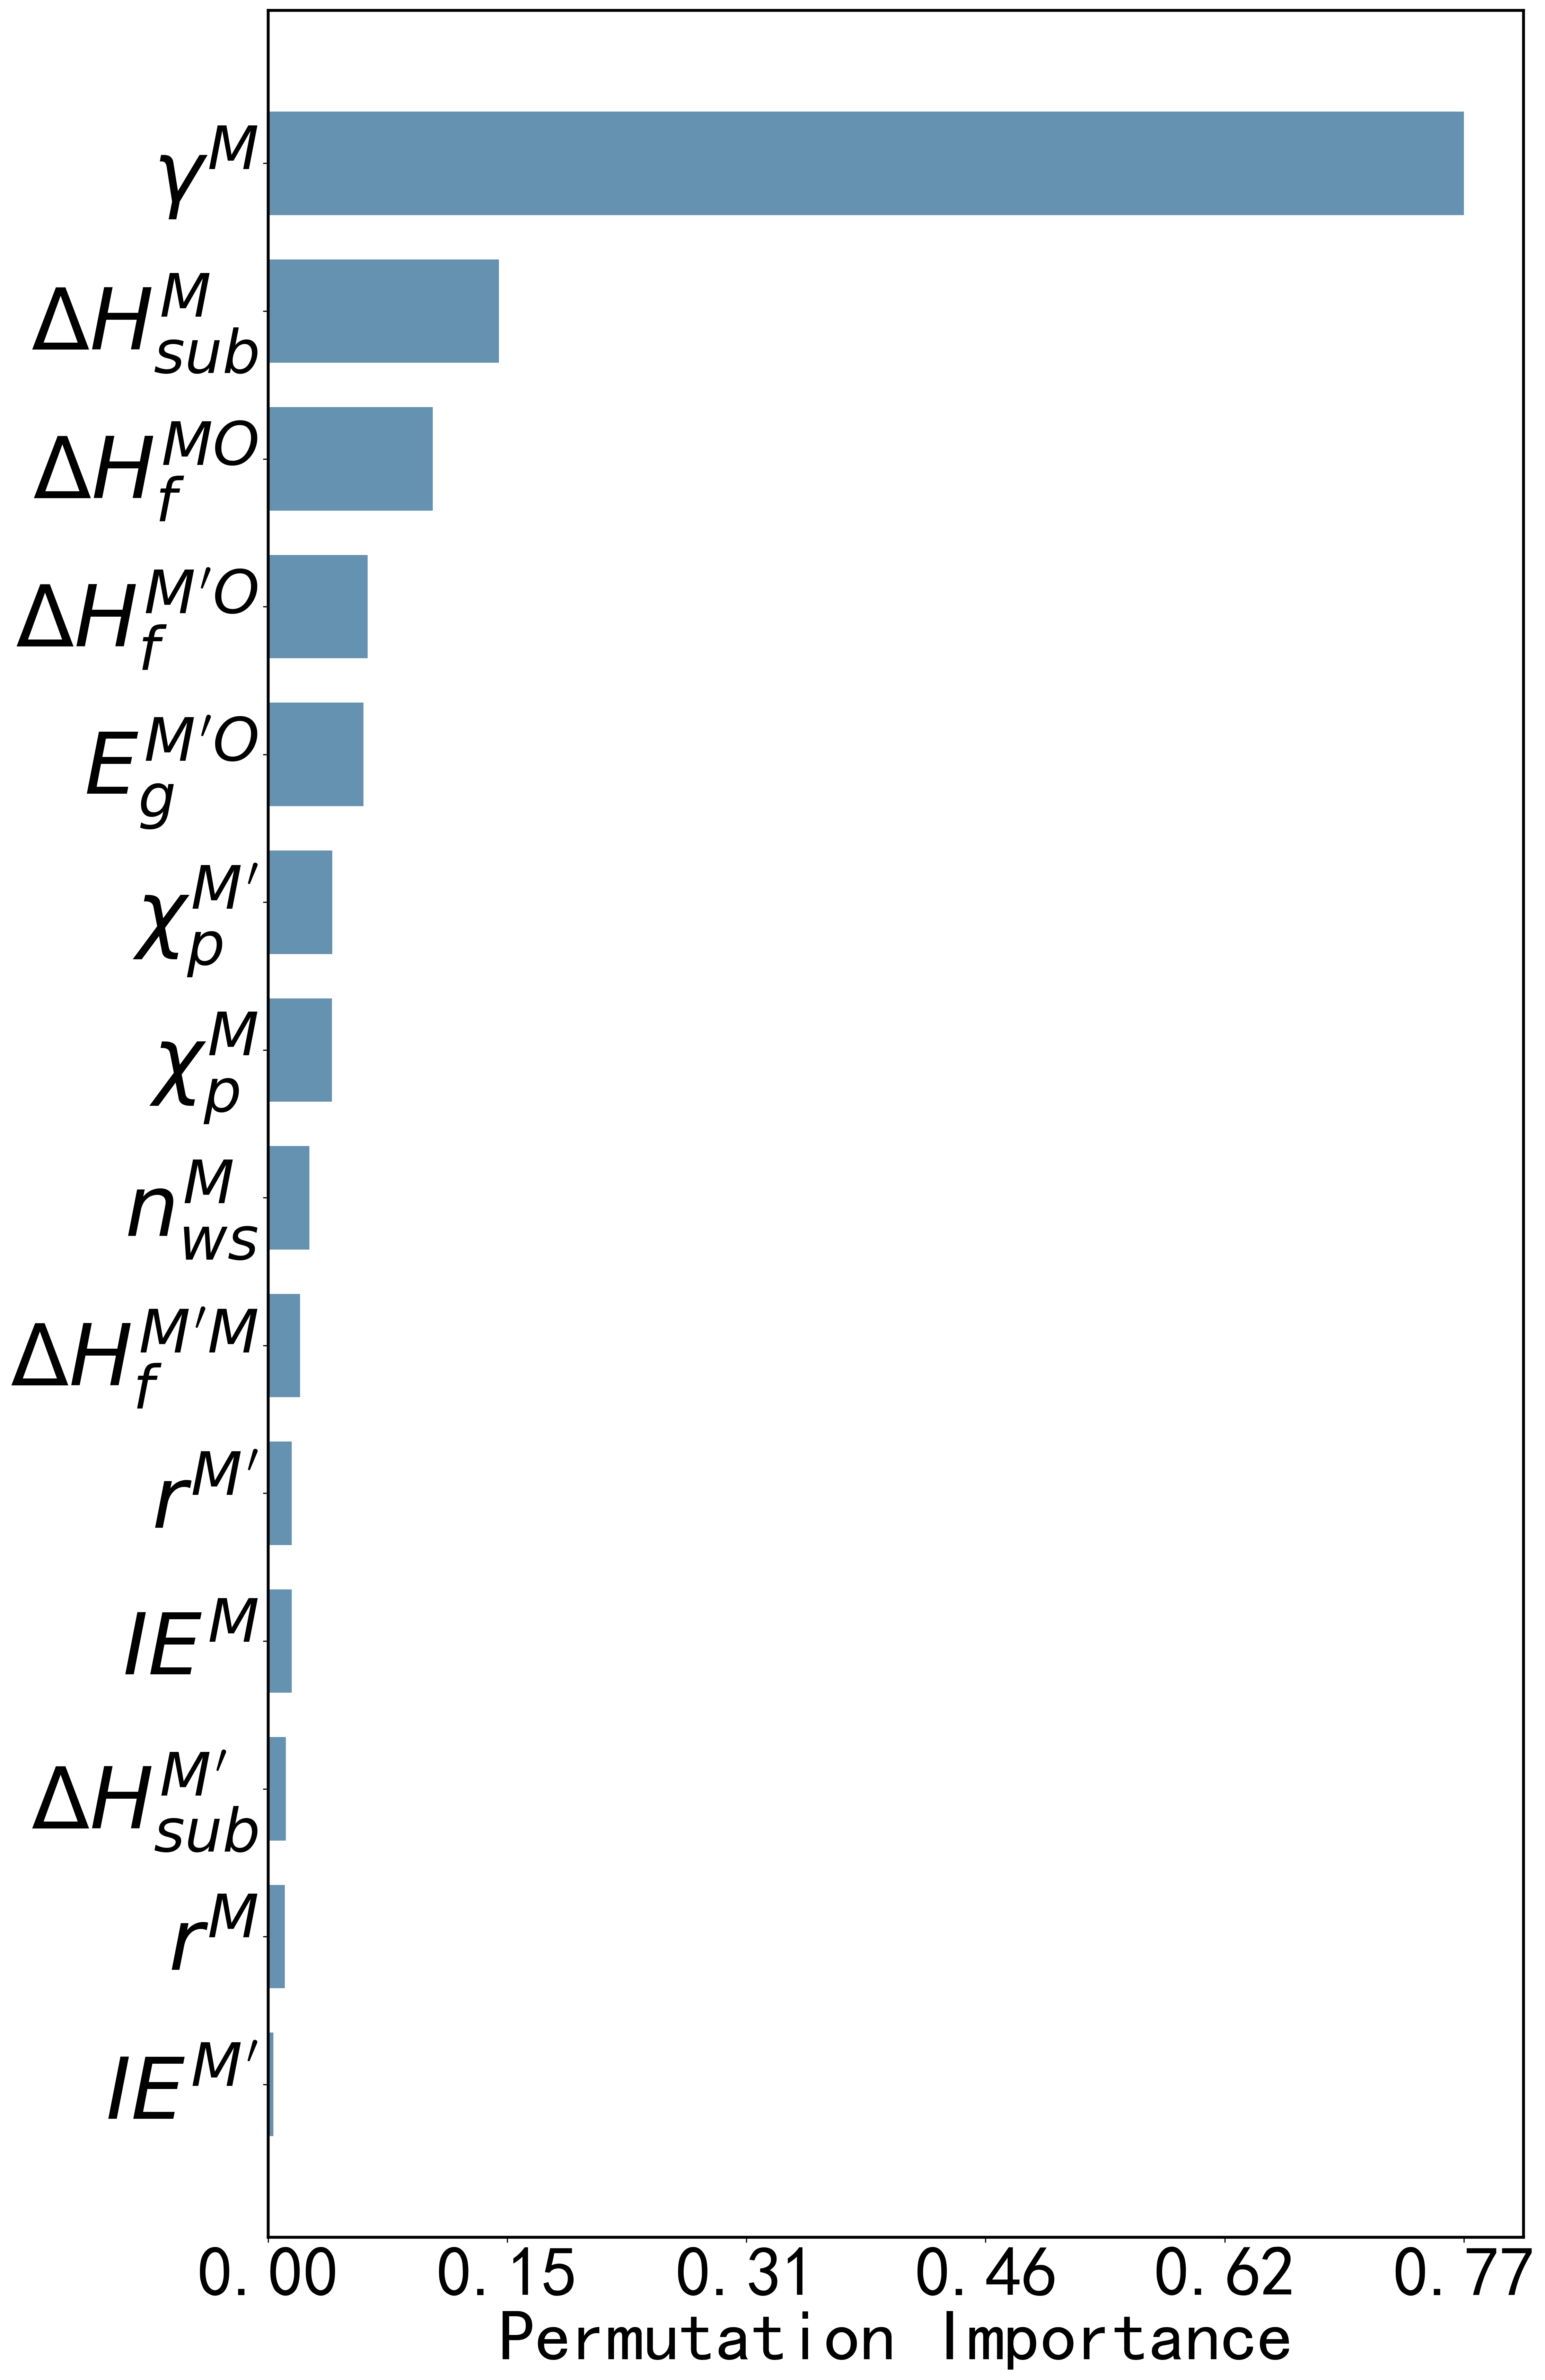 γ^M
ΔH_sub^M
ΔH_f^MO
ΔH_f^M′O
E_g^M′O
χ_p^M′
χ_p^M
n_ws^M
ΔH_f^M′M
r^M′
IE^M
ΔH_sub^M′
r^M
IE^M′
0.00 0.15 0.31 0.46 0.62 0.77
Permutation Importance